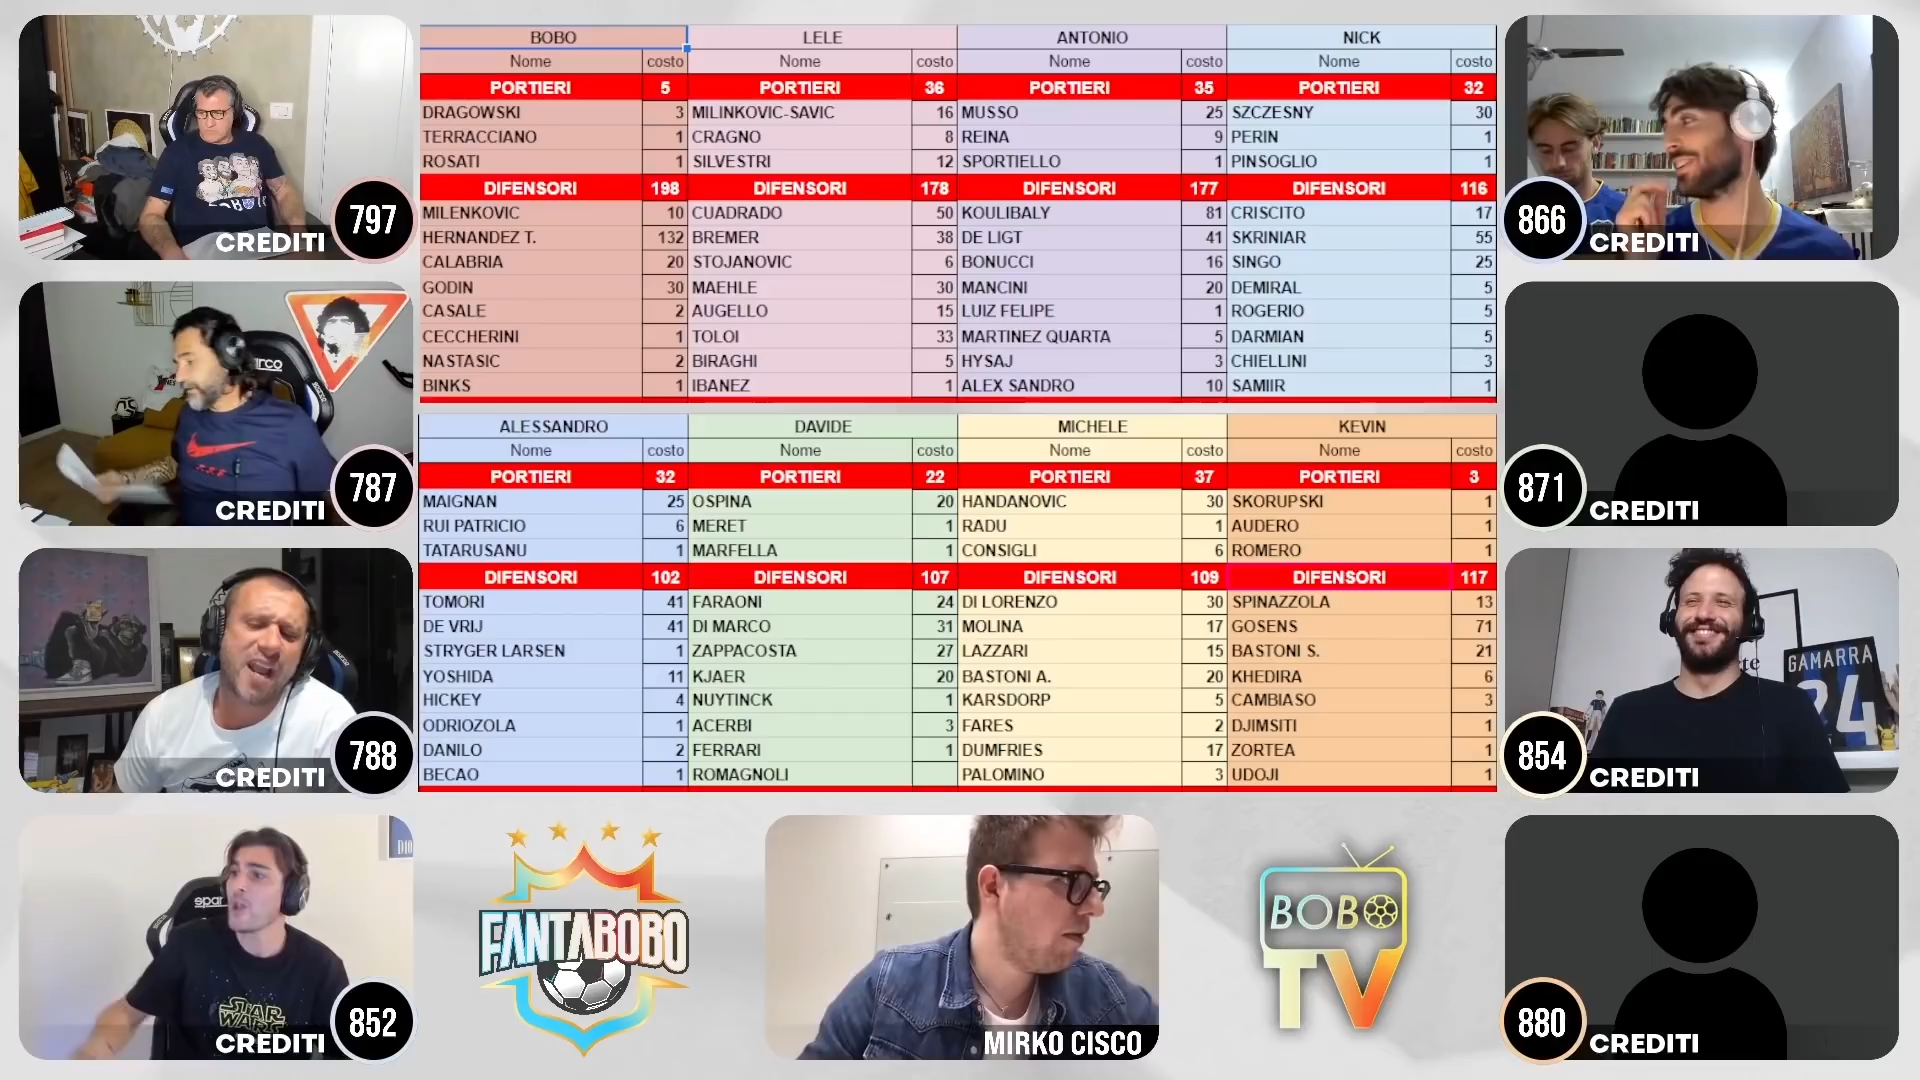 BOBO LELE ANTONIO NICK
Nome costo Nome costo Nome costo Nome costo
PORTIERI 5 PORTIERI 36 PORTIERI 35 PORTIERI 32
DRAGOWSKI 3 MILINKOVIC-SAVIC 16 MUSSO 25 SZCZESNY 30
TERRACCIANO 1 CRAGNO 8 REINA 9 PERIN 1
ROSATI 1 SILVESTRI 12 SPORTIELLO 1 PINSOGLIO 1
DIFENSORI 198 DIFENSORI 178 DIFENSORI 177 DIFENSORI 116
MILENKOVIC 10 CUADRADO 50 KOULIBALY 81 CRISCITO 17
HERNANDEZ T. 132 BREMER 38 DE LIGT 41 SKRINIAR 55
CALABRIA 20 STOJANOVIC 6 BONUCCI 16 SINGO 25
GODIN 30 MAEHLE 30 MANCINI 20 DEMIRAL 5
CASALE 2 AUGELLO 15 LUIZ FELIPE 1 ROGERIO 5
CECCHERINI 1 TOLOI 33 MARTINEZ QUARTA 5 DARMIAN 5
NASTASIC 2 BIRAGHI 5 HYSAJ 3 CHIELLINI 3
BINKS 1 IBANEZ 1 ALEX SANDRO 10 SAMIIR 1
ALESSANDRO DAVIDE MICHELE KEVIN
Nome costo Nome costo Nome costo Nome costo
PORTIERI 32 PORTIERI 22 PORTIERI 37 PORTIERI 3
MAIGNAN 25 OSPINA 20 HANDANOVIC 30 SKORUPSKI 1
RUI PATRICIO 6 MERET 1 RADU 1 AUDERO 1
TATARUSANU 1 MARFELLA 1 CONSIGLI 6 ROMERO 1
DIFENSORI 102 DIFENSORI 107 DIFENSORI 109 DIFENSORI 117
TOMORI 41 FARAONI 24 DI LORENZO 30 SPINAZZOLA 13
DE VRIJ 41 DI MARCO 31 MOLINA 17 GOSENS 71
STRYGER LARSEN 1 ZAPPACOSTA 27 LAZZARI 15 BASTONI S. 21
YOSHIDA 11 KJAER 20 BASTONI A. 20 KHEDIRA 6
HICKEY 4 NUYTINCK 1 KARSDORP 5 CAMBIASO 3
ODRIOZOLA 1 ACERBI 3 FARES 2 DJIMSITI 1
DANILO 2 FERRARI 1 DUMFRIES 17 ZORTEA 1
BECAO 1 ROMAGNOLI PALOMINO 3 UDOJI 1
CREDITI 797
CREDITI 787
CREDITI 788
CREDITI 852
866 CREDITI
871 CREDITI
854 CREDITI
880 CREDITI
sparco
GAMARRA
24
spar
STAR
WARS
FANTABOBO
MIRKO CISCO
BOBO
TV